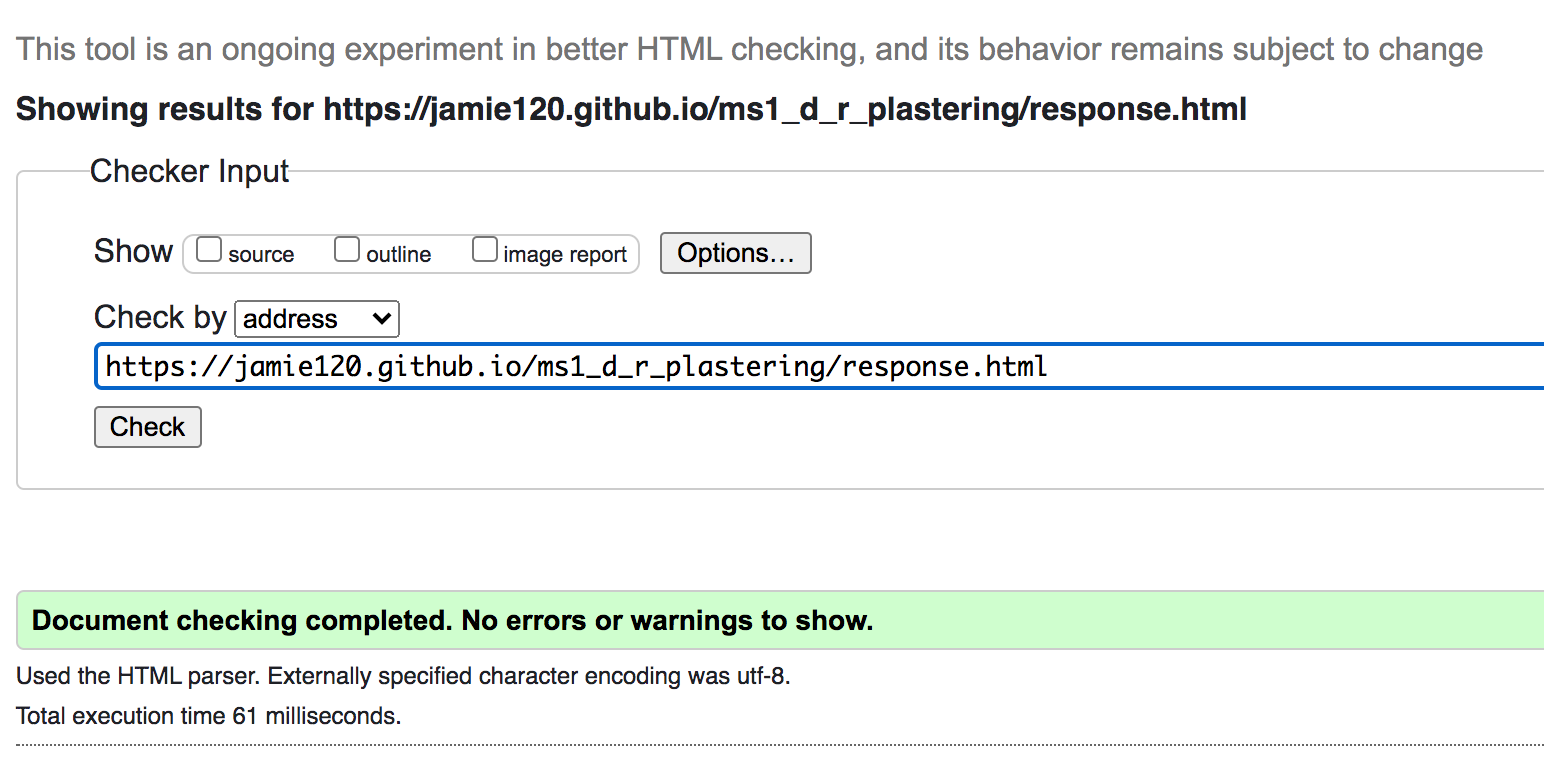 This tool is an ongoing experiment in better HTML checking, and its behavior remains subject to change
Showing results for https://jamie120.github.io/ms1_d_r_plastering/response.html
Checker Input
Show source outline image report Options...
Check by address
https://jamie120.github.io/ms1_d_r_plastering/response.html
Check
Document checking completed. No errors or warnings to show.
Used the HTML parser. Externally specified character encoding was utf-8.
Total execution time 61 milliseconds.